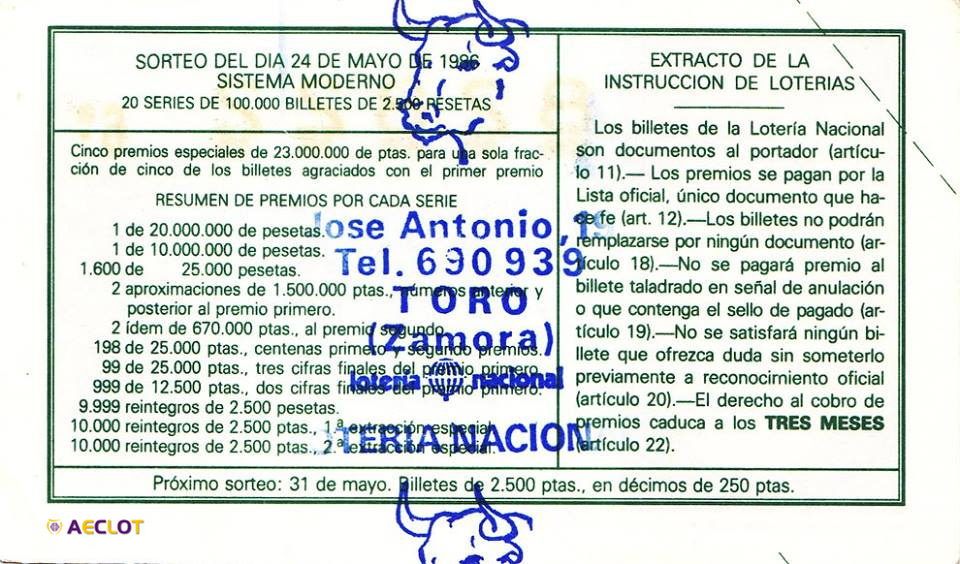 SORTEO DEL DIA 24 DE MAYO DE 1986
SISTEMA MODERNO
20 SERIES DE 100.000 BILLETES DE 2.500 PESETAS
Cinco premios especiales de 23.000.000 de ptas. para una sola frac-
ción de cinco de los billetes agraciados con el primer premio
RESUMEN DE PREMIOS POR CADA SERIE
1 de 20.000.000 de pesetas.
1 de 10.000.000 de pesetas.
1.600 de 25.000 pesetas.
2 aproximaciones de 1.500.000 ptas., números anterior y
posterior al premio primero.
2 ídem de 670.000 ptas., al premio segundo.
198 de 25.000 ptas., centenas primero y segundo premios.
99 de 25.000 ptas., tres cifras finales del premio primero.
999 de 12.500 ptas., dos cifras finales del premio primero.
9.999 reintegros de 2.500 pesetas.
10.000 reintegros de 2.500 ptas., 1.ª extracción especial.
10.000 reintegros de 2.500 ptas., 2.ª extracción especial.
Jose Antonio, 19
Tel. 690939
TORO
(Zamora)
lotería nacional
OTERIA NACION
EXTRACTO DE LA
INSTRUCCION DE LOTERIAS
Los billetes de la Lotería Nacional
son documentos al portador (artícu-
lo 11).— Los premios se pagan por la
Lista oficial, único documento que ha-
ce fe (art. 12).—Los billetes no podrán
remplazarse por ningún documento (ar-
tículo 18).—No se pagará premio al
billete taladrado en señal de anulación
o que contenga el sello de pagado (ar-
tículo 19).—No se satisfará ningún bi-
llete que ofrezca duda sin someterlo
previamente a reconocimiento oficial
(artículo 20).—El derecho al cobro de
premios caduca a los TRES MESES
(artículo 22).
Próximo sorteo: 31 de mayo. Billetes de 2.500 ptas., en décimos de 250 ptas.
AECLOT